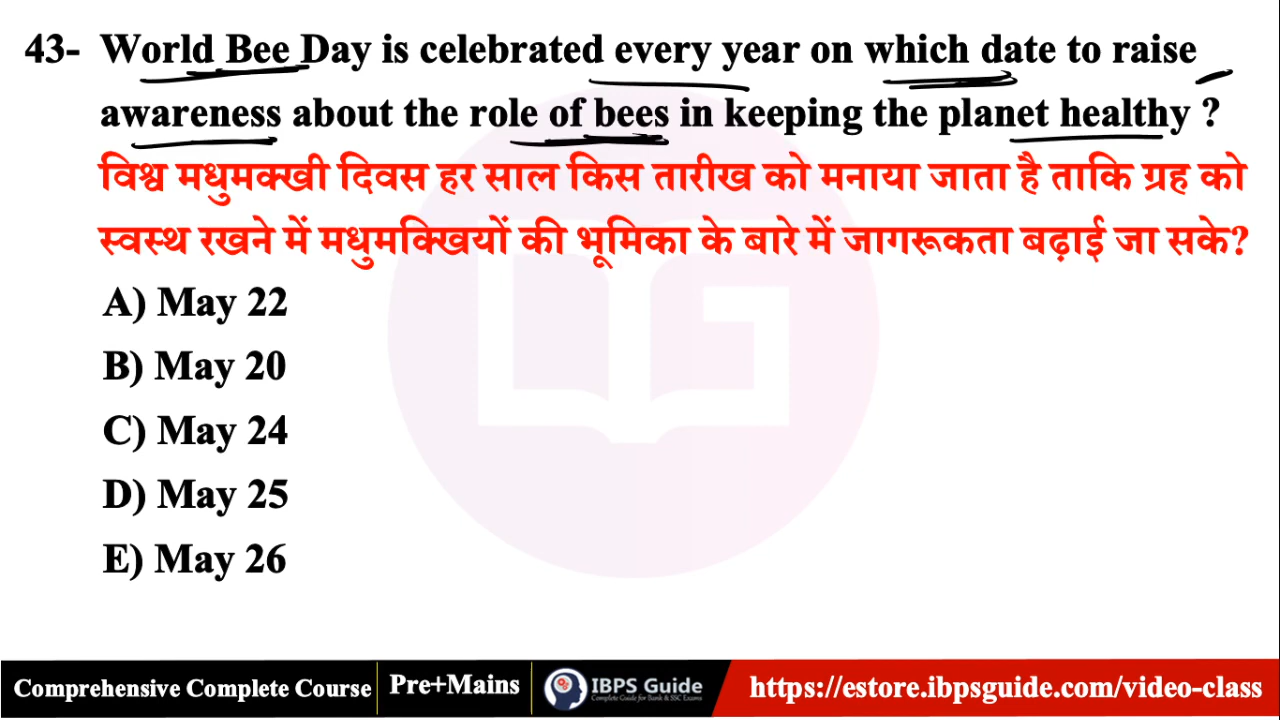 43- World Bee Day is celebrated every year on which date to raise
awareness about the role of bees in keeping the planet healthy ?
विश्व मधुमक्खी दिवस हर साल किस तारीख को मनाया जाता है ताकि ग्रह को
स्वस्थ रखने में मधुमक्खियों की भूमिका के बारे में जागरूकता बढ़ाई जा सके?
A) May 22
B) May 20
C) May 24
D) May 25
E) May 26
Comprehensive Complete Course Pre+Mains IBPS Guide https://estore.ibpsguide.com/video-class
Complete Guide for Bank & SSC Exams